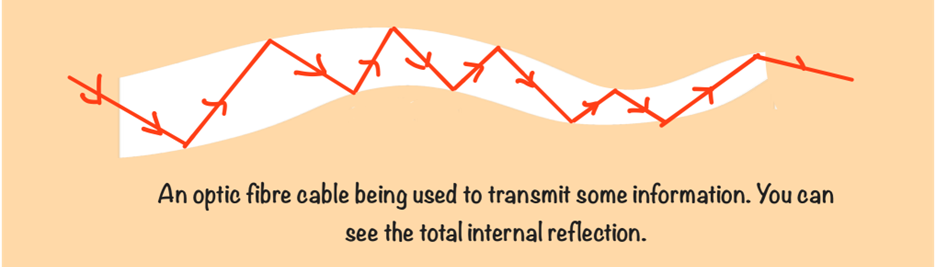 An optic fibre cable being used to transmit some information. You can
see the total internal reflection.